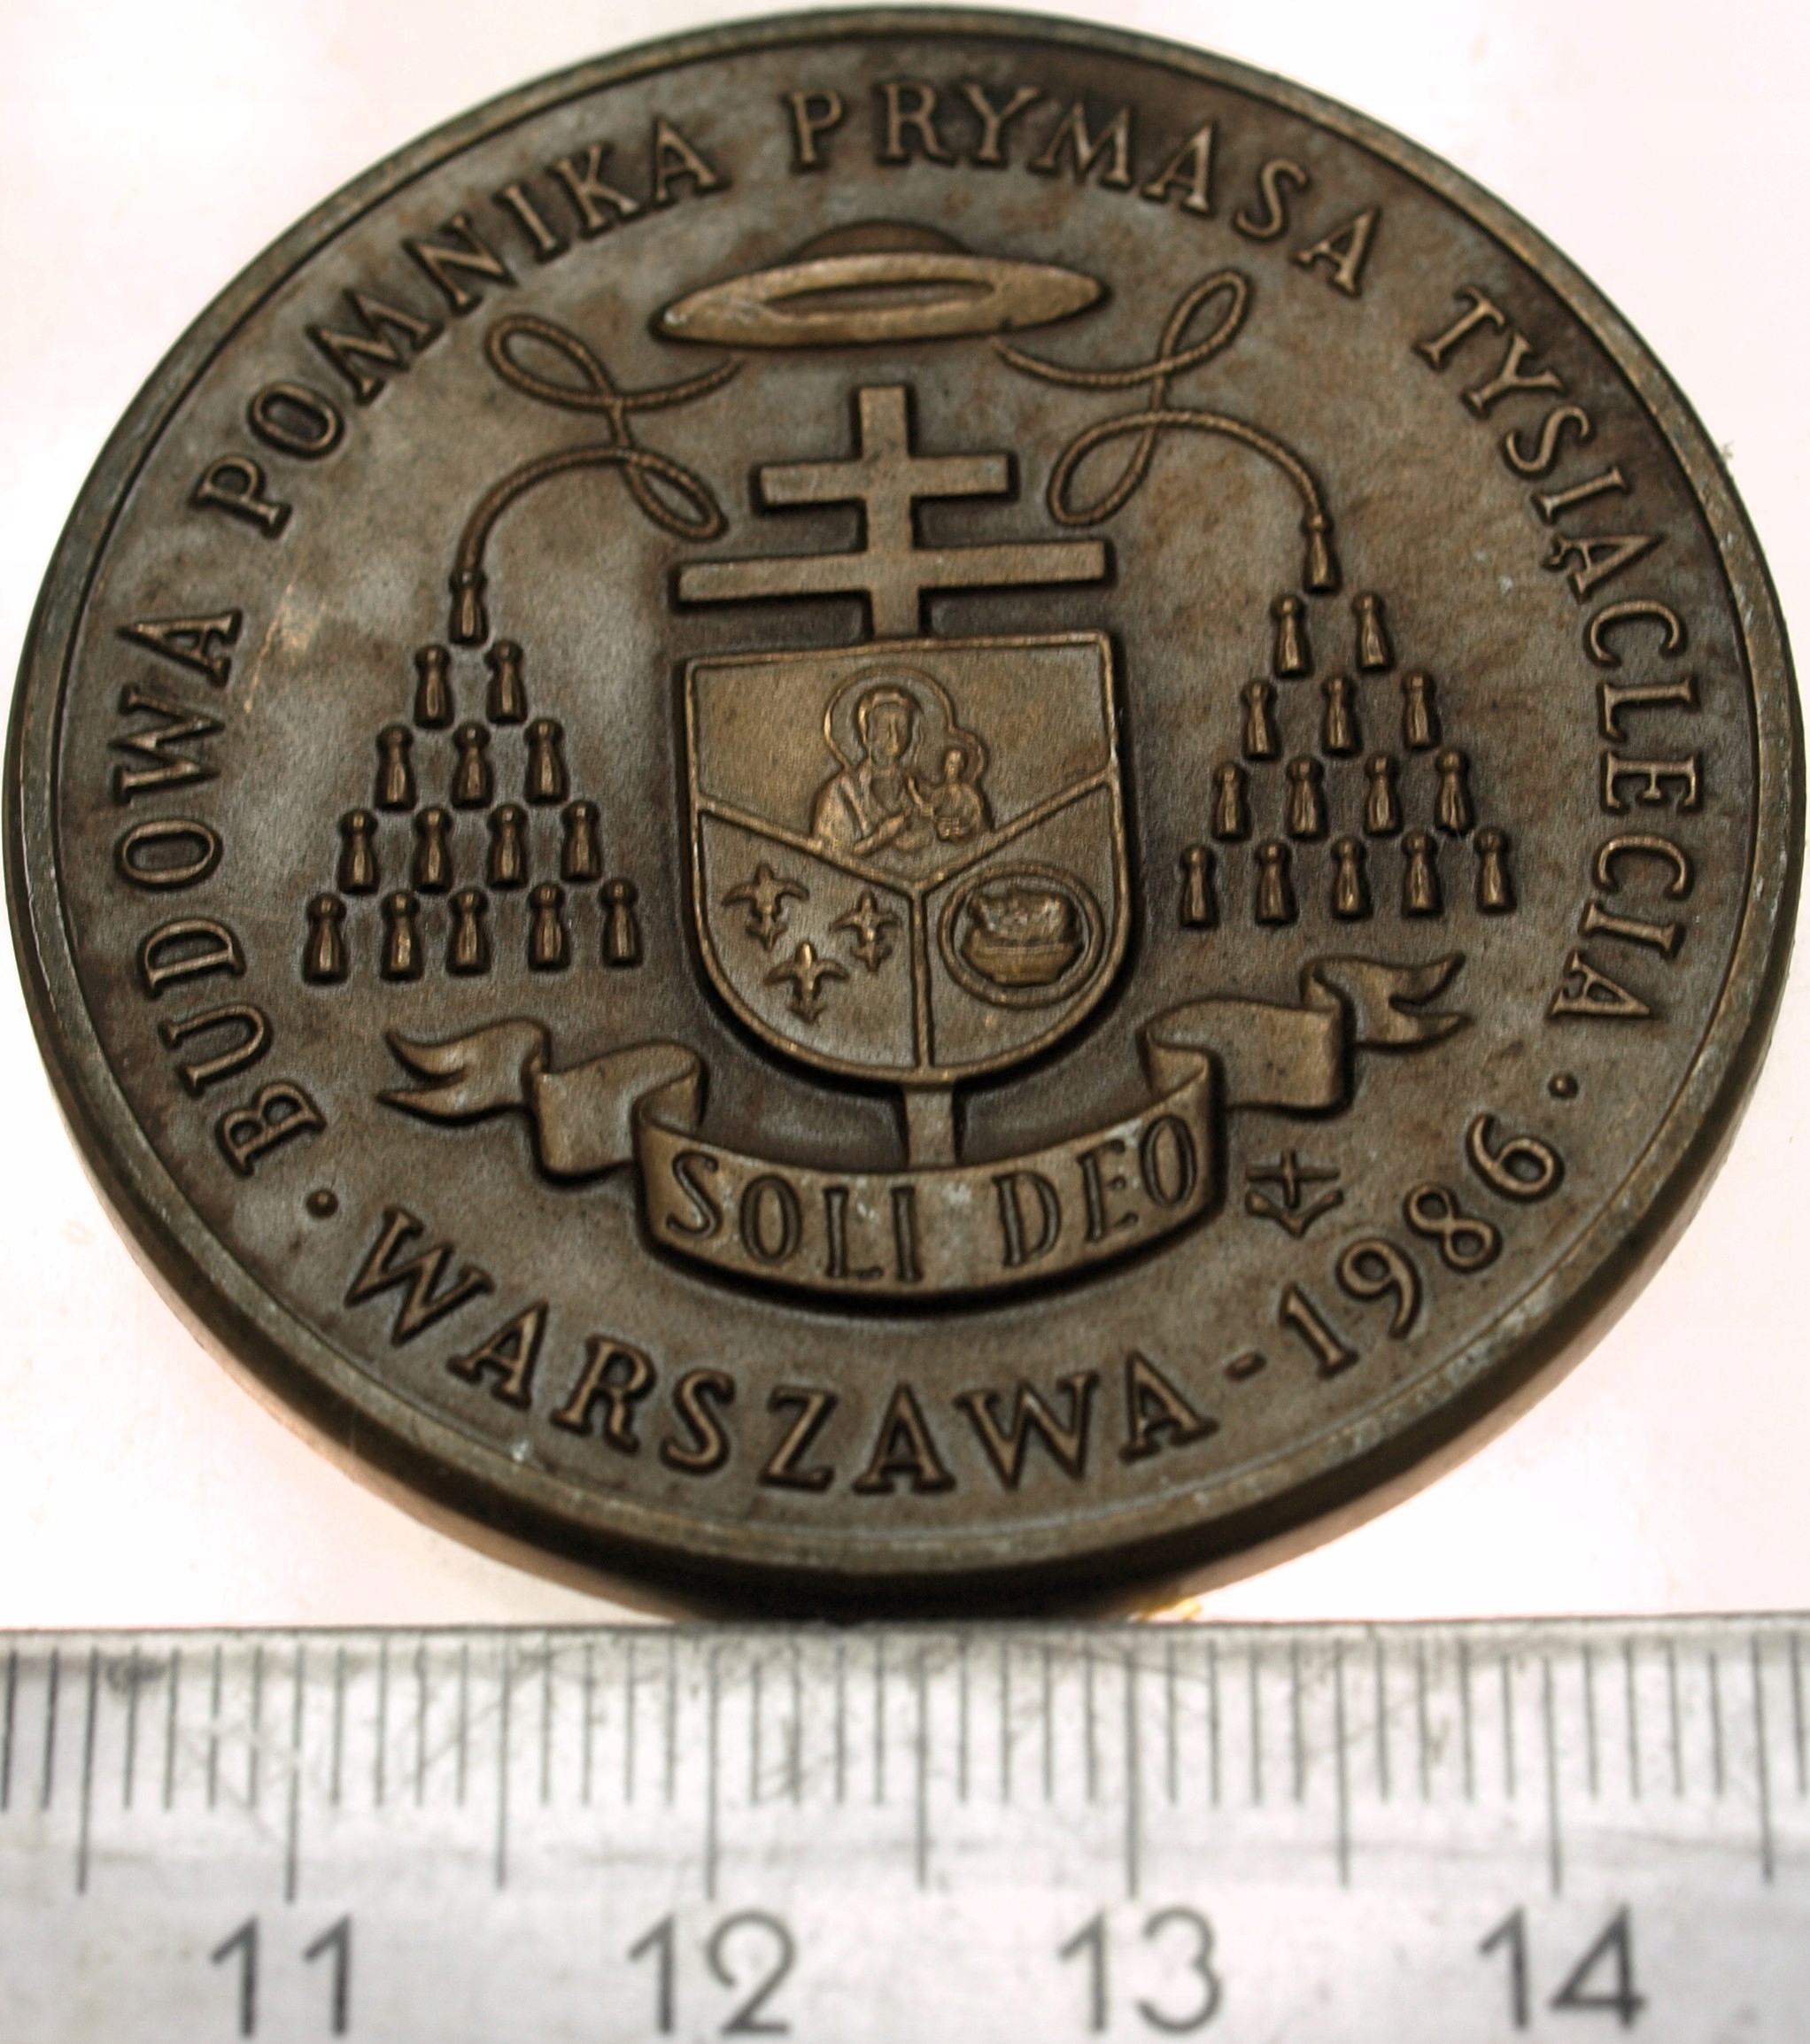 · BUDOWA POMNIKA PRYMASA TYSIĄCLECIA ·
WARSZAWA - 1986
SOLI DEO
11 12 13 14